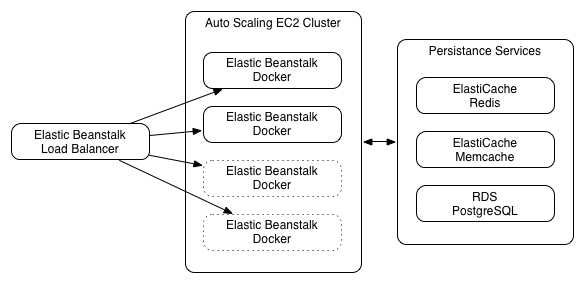 Auto Scaling EC2 Cluster
Elastic Beanstalk
Docker
Elastic Beanstalk
Docker
Elastic Beanstalk
Docker
Elastic Beanstalk
Docker
Elastic Beanstalk
Load Balancer
Persistance Services
ElastiCache
Redis
ElastiCache
Memcache
RDS
PostgreSQL